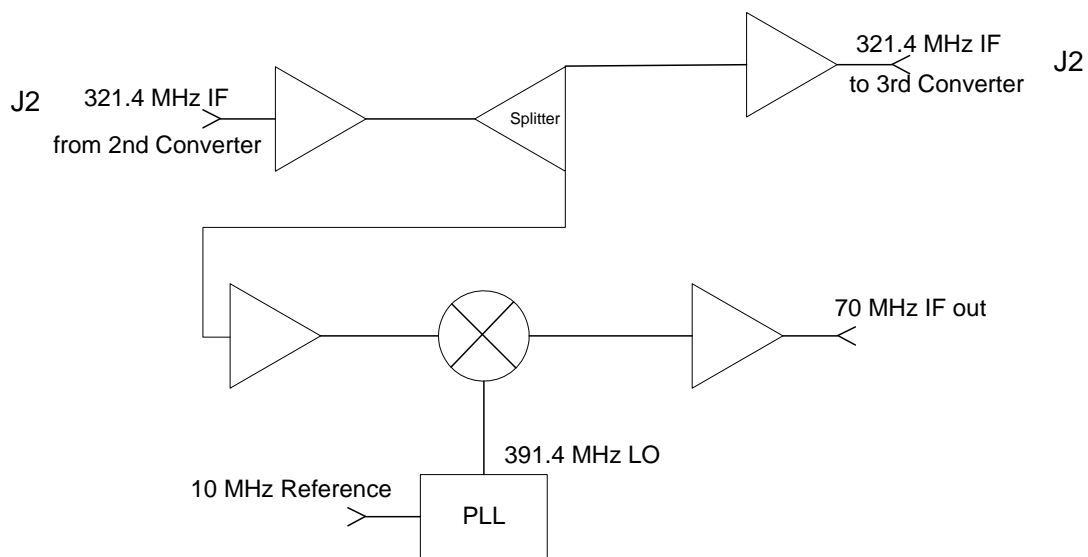 J2
321.4 MHz IF
from 2nd Converter
Splitter
321.4 MHz IF
to 3rd Converter
J2
70 MHz IF out
391.4 MHz LO
10 MHz Reference
PLL